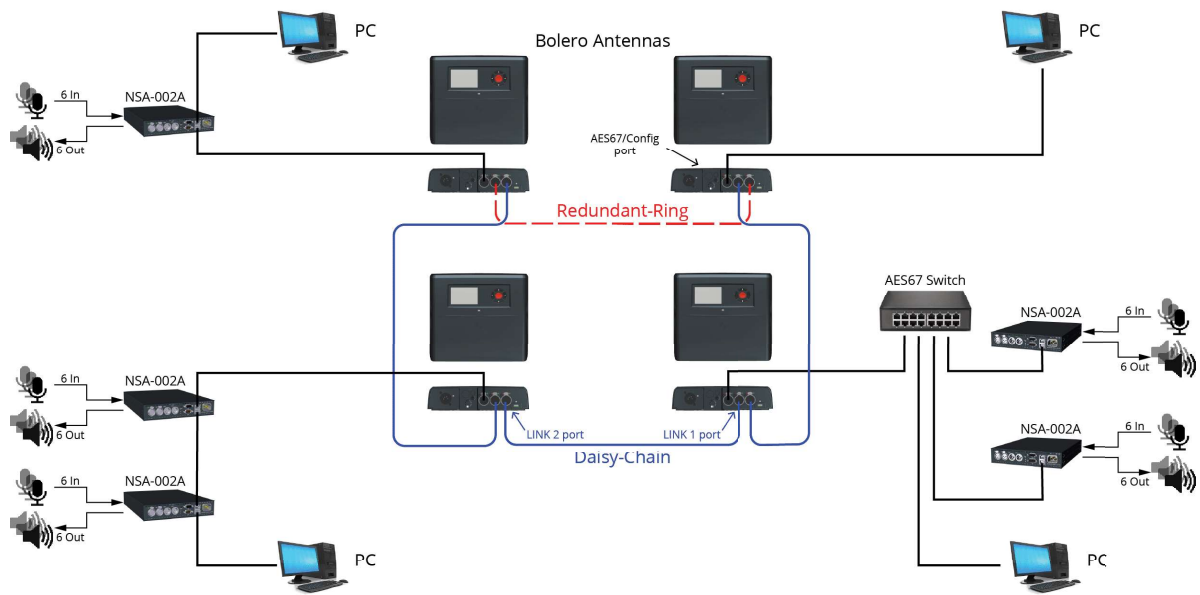 PC
Bolero Antennas
PC
NSA-002A
6 In
6 Out
AES67/Config
port
Redundant-Ring
AES67 Switch
NSA-002A
6 In
6 Out
NSA-002A
6 In
6 Out
LINK 2 port
LINK 1 port
Daisy-Chain
NSA-002A
6 In
6 Out
NSA-002A
6 In
6 Out
PC
PC